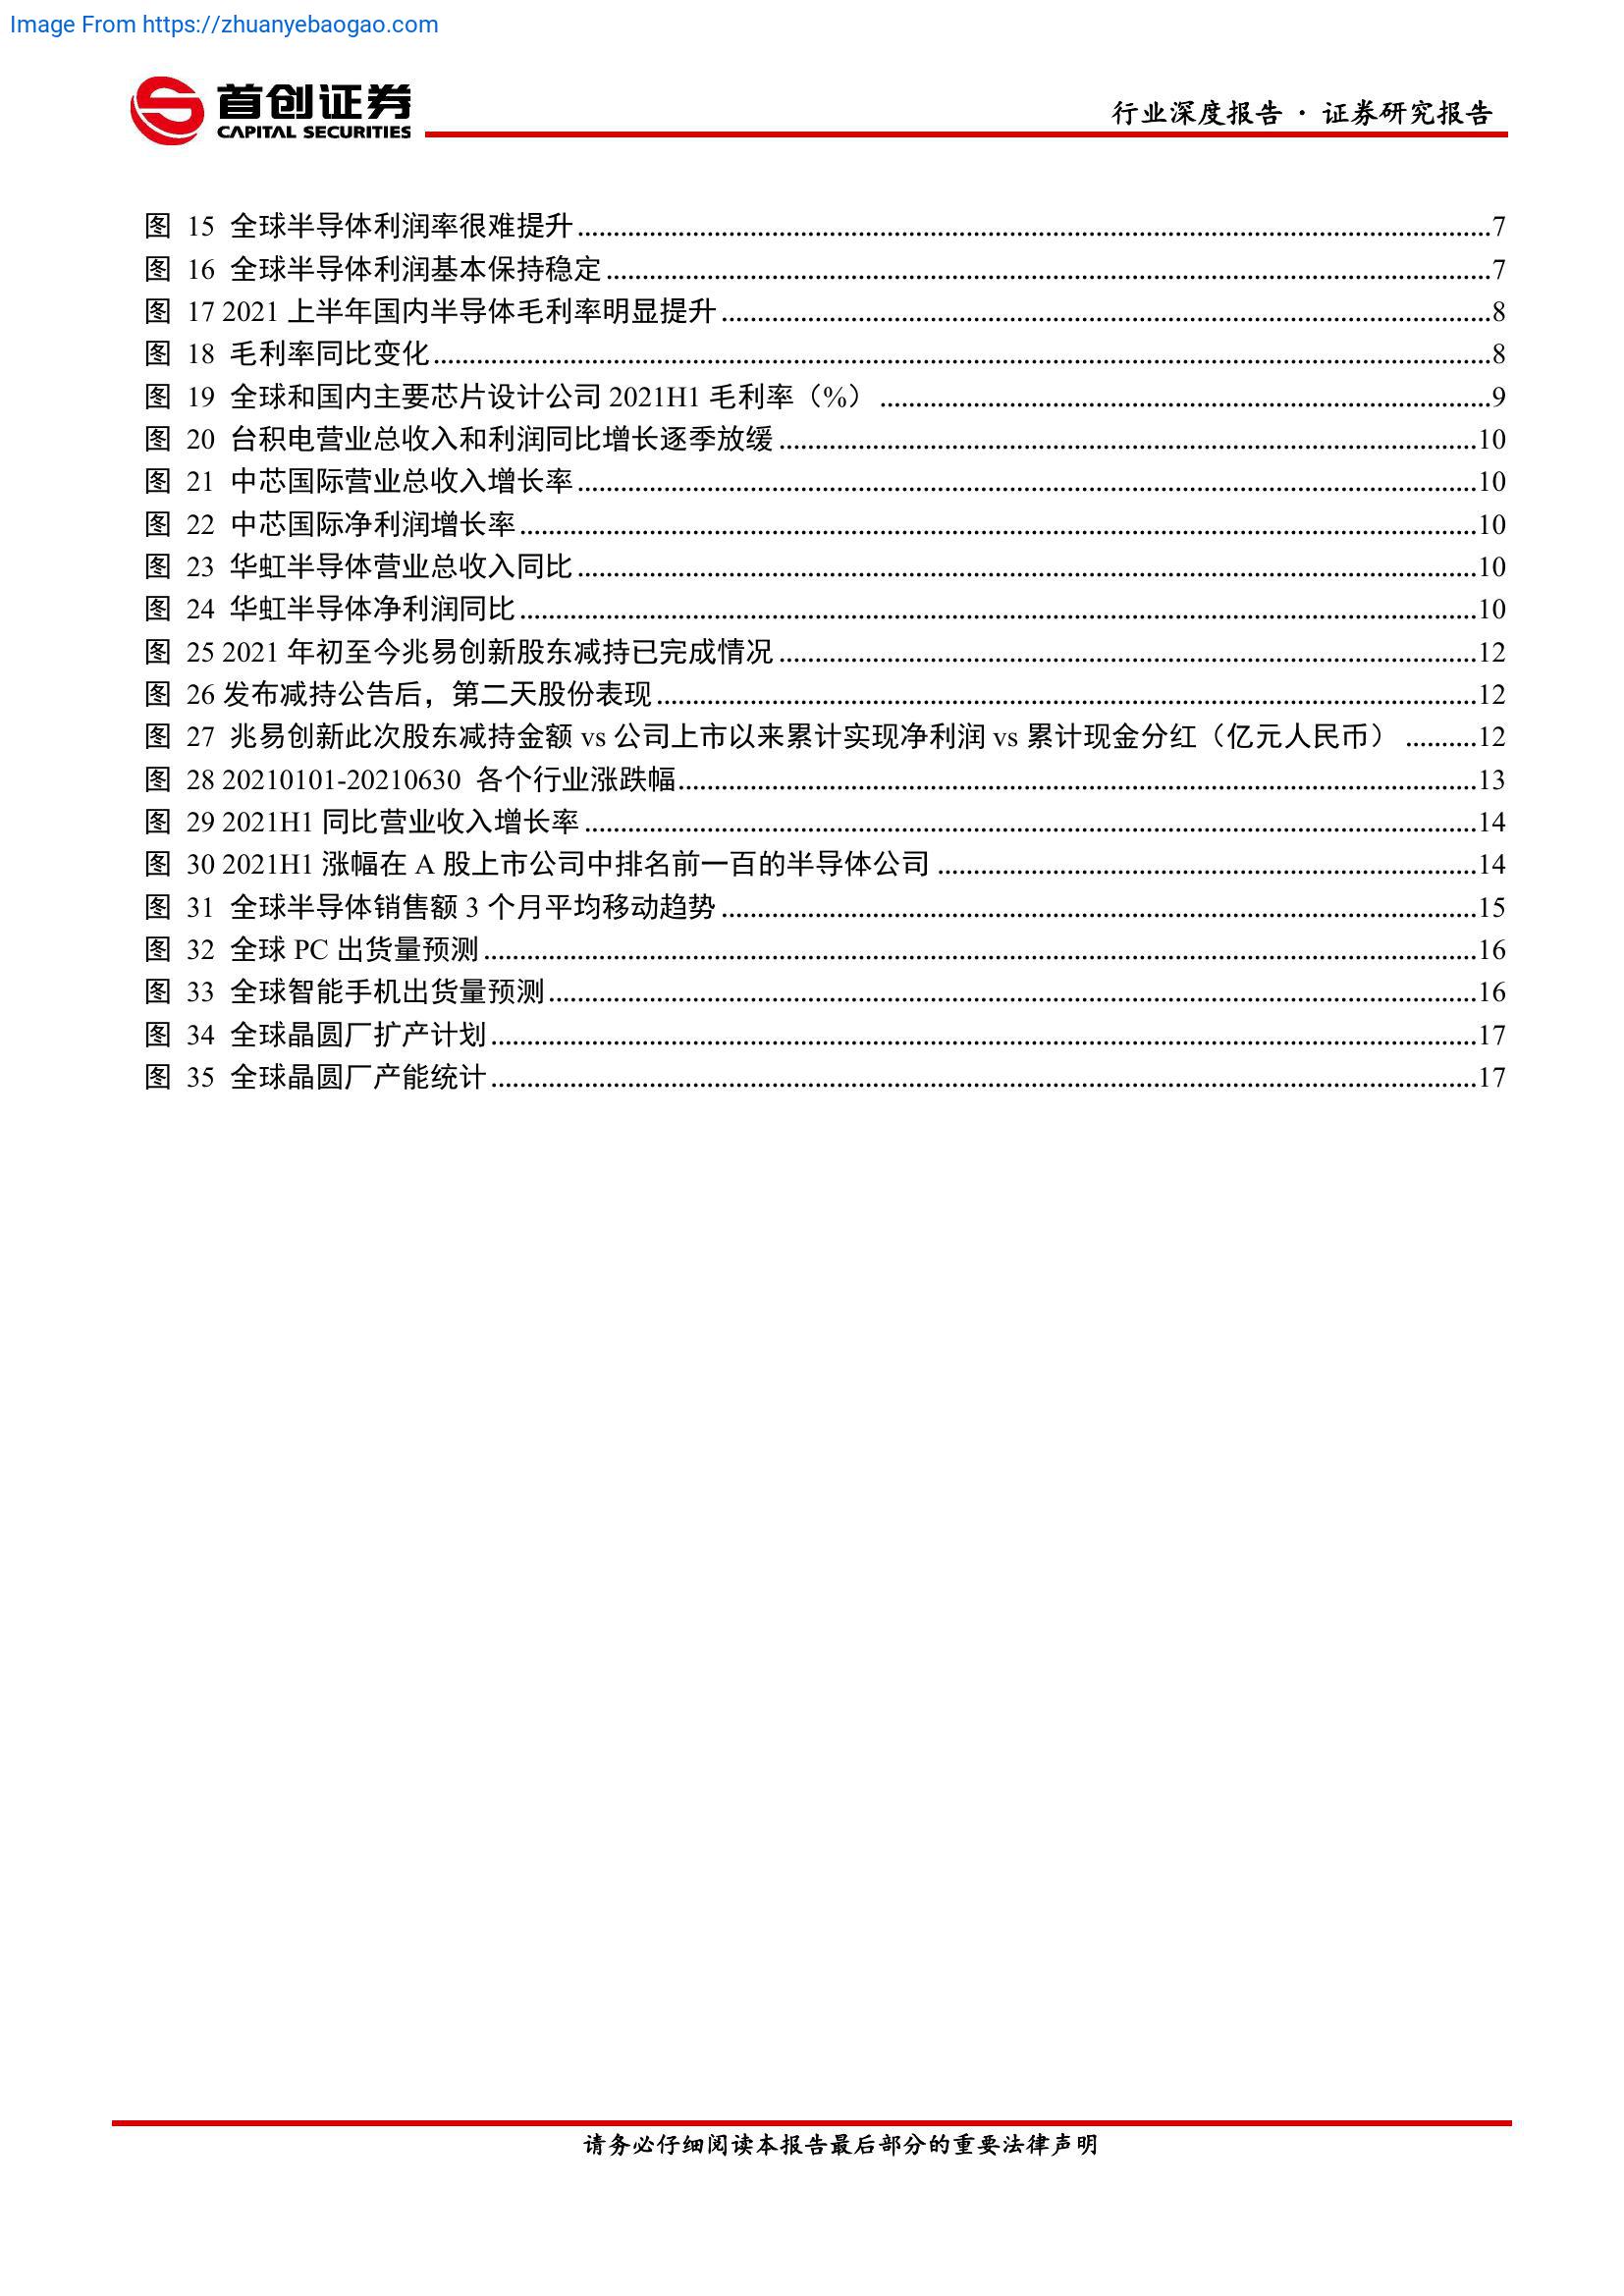 Image From https://zhuanyebaogao.com
首创证券
CAPITAL SECURITIES
行业深度报告 · 证券研究报告
图 15 全球半导体利润率很难提升 7
图 16 全球半导体利润基本保持稳定 7
图 17 2021 上半年国内半导体毛利率明显提升 8
图 18 毛利率同比变化 8
图 19 全球和国内主要芯片设计公司 2021H1 毛利率（%） 9
图 20 台积电营业总收入和利润同比增长逐季放缓 10
图 21 中芯国际营业总收入增长率 10
图 22 中芯国际净利润增长率 10
图 23 华虹半导体营业总收入同比 10
图 24 华虹半导体净利润同比 10
图 25 2021 年初至今兆易创新股东减持已完成情况 12
图 26 发布减持公告后，第二天股份表现 12
图 27 兆易创新此次股东减持金额 vs 公司上市以来累计实现净利润 vs 累计现金分红（亿元人民币） 12
图 28 20210101-20210630 各个行业涨跌幅 13
图 29 2021H1 同比营业收入增长率 14
图 30 2021H1 涨幅在 A 股上市公司中排名前一百的半导体公司 14
图 31 全球半导体销售额 3 个月平均移动趋势 15
图 32 全球 PC 出货量预测 16
图 33 全球智能手机出货量预测 16
图 34 全球晶圆厂扩产计划 17
图 35 全球晶圆厂产能统计 17
请务必仔细阅读本报告最后部分的重要法律声明